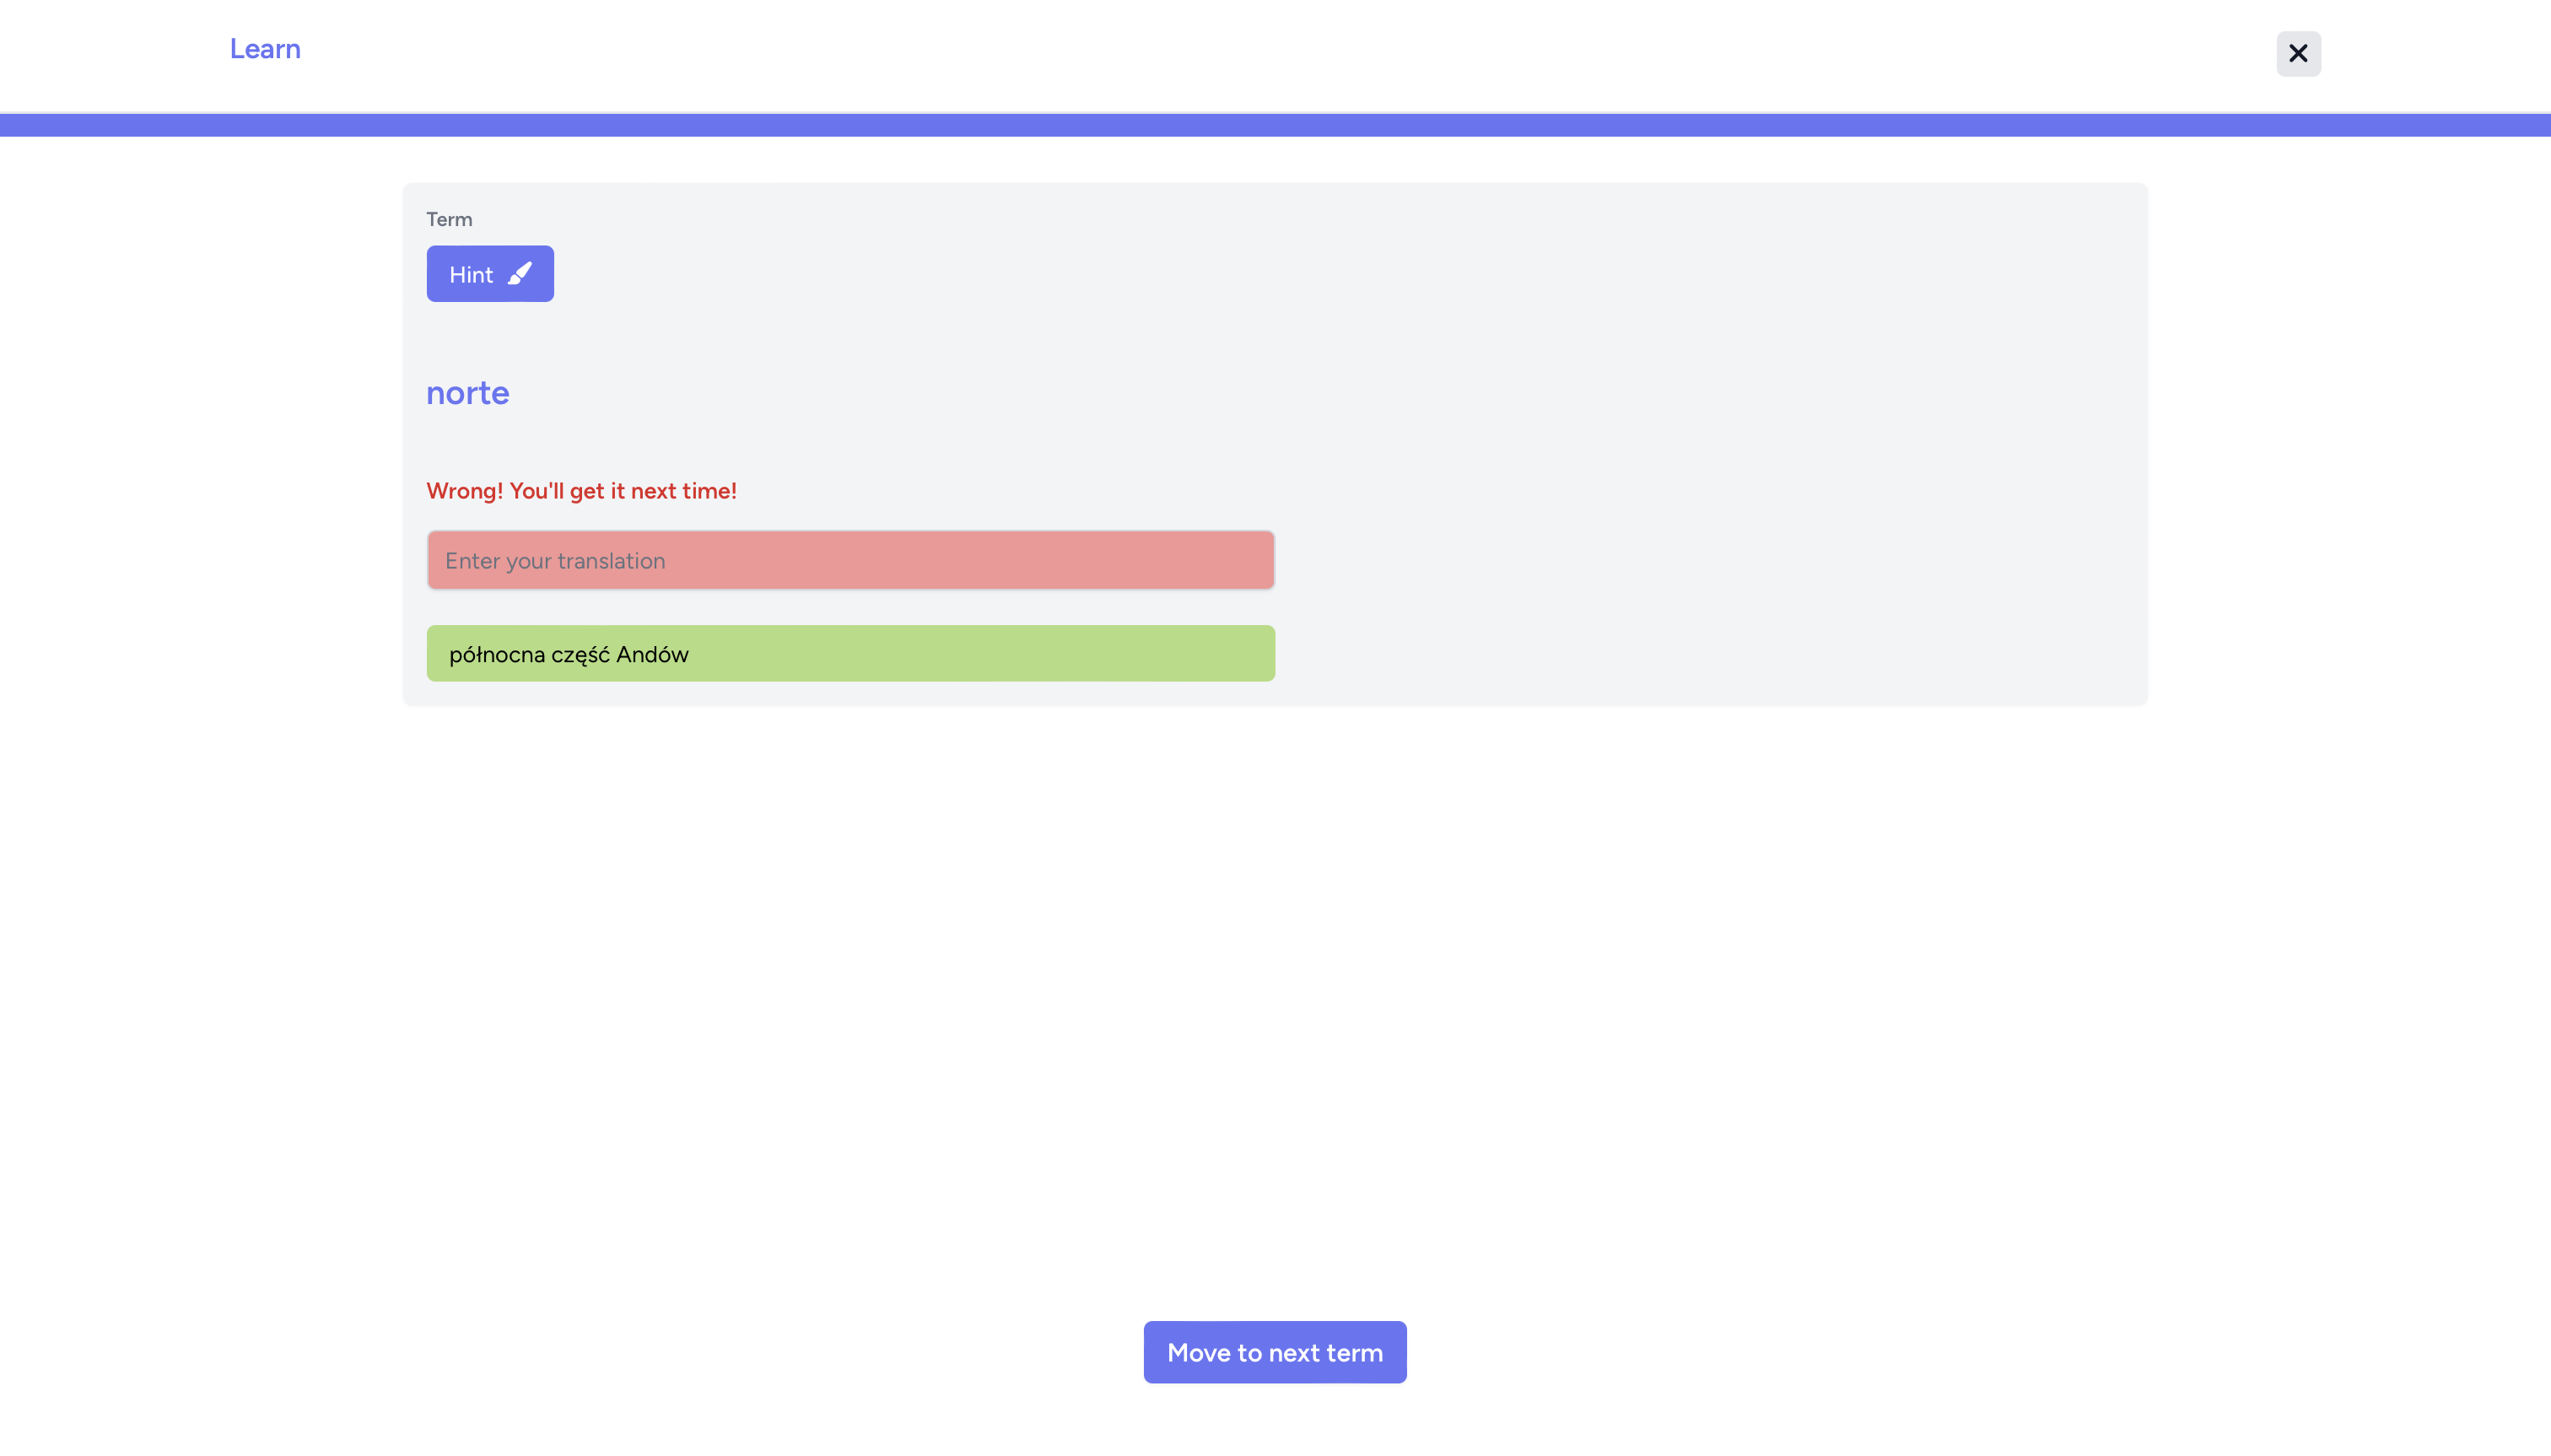 Learn
Term
Hint
norte
Wrong! You'll get it next time!
Enter your translation
północna część Andów
Move to next term